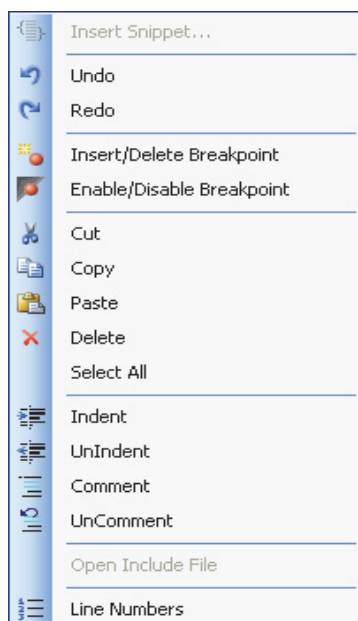 Insert Snippet...
Undo
Redo
Insert/Delete Breakpoint
Enable/Disable Breakpoint
Cut
Copy
Paste
Delete
Select All
Indent
UnIndent
Comment
UnComment
Open Include File
Line Numbers